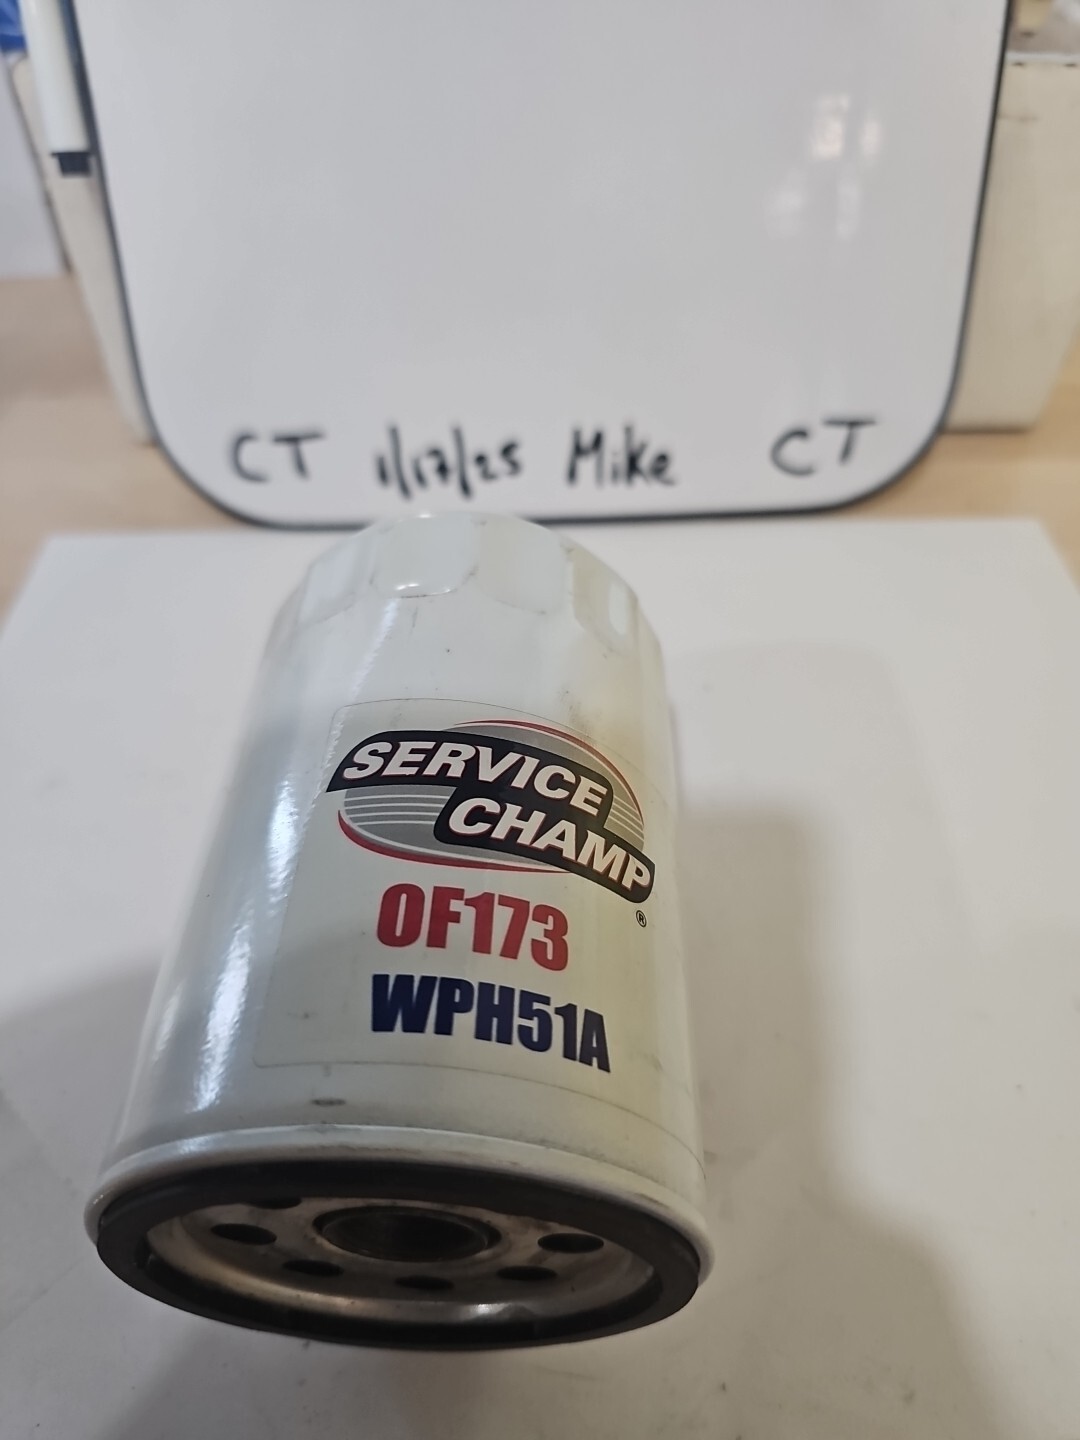 CT 1/17/25 Mike CT
SERVICE
CHAMP
®
OF173
WPH51A